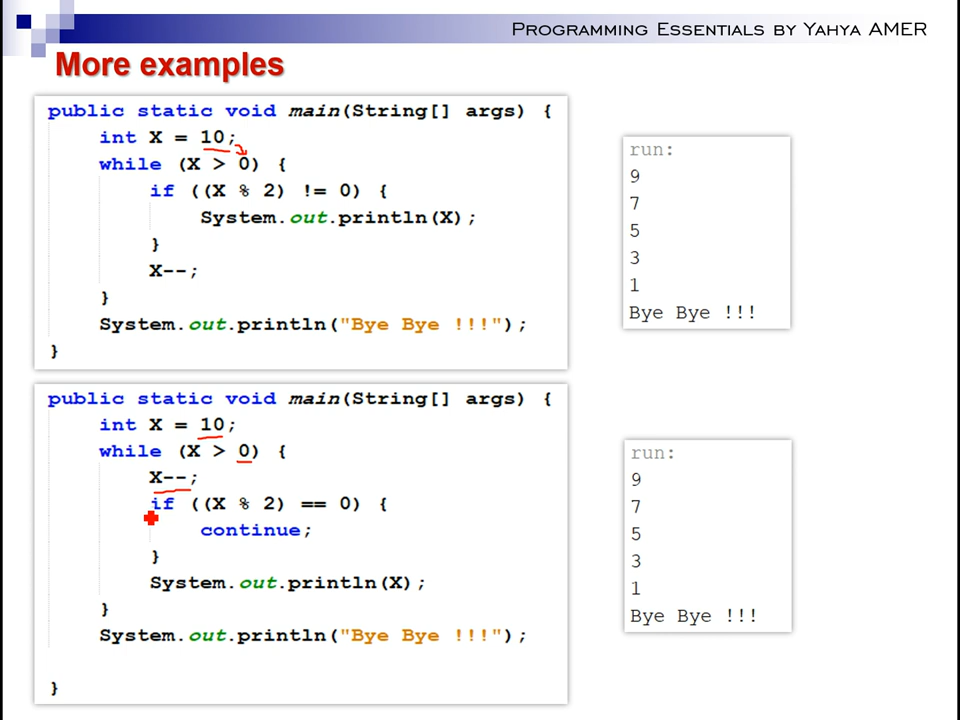 PROGRAMMING ESSENTIALS BY YAHYA AMER
More examples
public static void main(String[] args) {
int X = 10;
while (X > 0) {
if ((X % 2) != 0) {
System.out.println(X);
}
X--;
}
System.out.println("Bye Bye !!!");
}
run:
9
7
5
3
1
Bye Bye !!!
public static void main(String[] args) {
int X = 10;
while (X > 0) {
X--;
if ((X % 2) == 0) {
continue;
}
System.out.println(X);
}
System.out.println("Bye Bye !!!");
}
run:
9
7
5
3
1
Bye Bye !!!